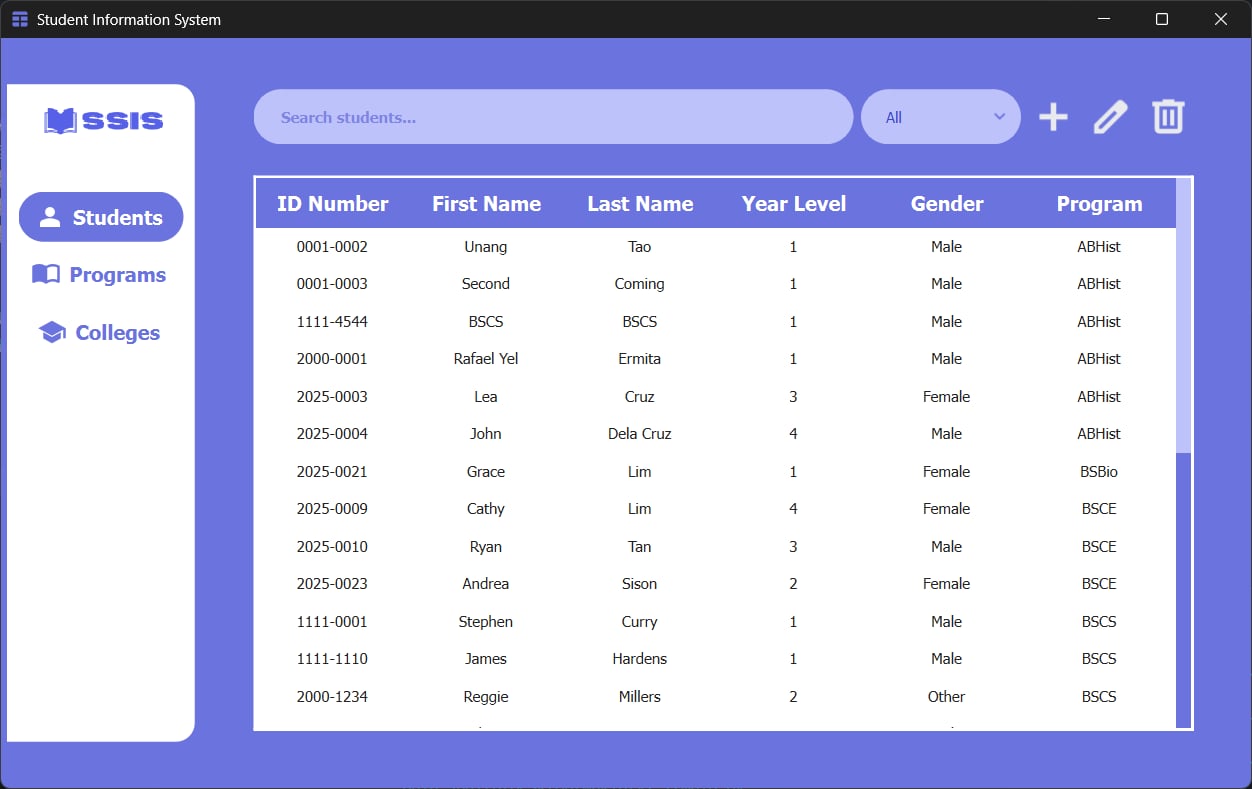 Student Information System
SSIS
Search students...
All
Students
Programs
Colleges
ID Number First Name Last Name Year Level Gender Program
0001-0002 Unang Tao 1 Male ABHist
0001-0003 Second Coming 1 Male ABHist
1111-4544 BSCS BSCS 1 Male ABHist
2000-0001 Rafael Yel Ermita 1 Male ABHist
2025-0003 Lea Cruz 3 Female ABHist
2025-0004 John Dela Cruz 4 Male ABHist
2025-0021 Grace Lim 1 Female BSBio
2025-0009 Cathy Lim 4 Female BSCE
2025-0010 Ryan Tan 3 Male BSCE
2025-0023 Andrea Sison 2 Female BSCE
1111-0001 Stephen Curry 1 Male BSCS
1111-1110 James Hardens 1 Male BSCS
2000-1234 Reggie Millers 2 Other BSCS